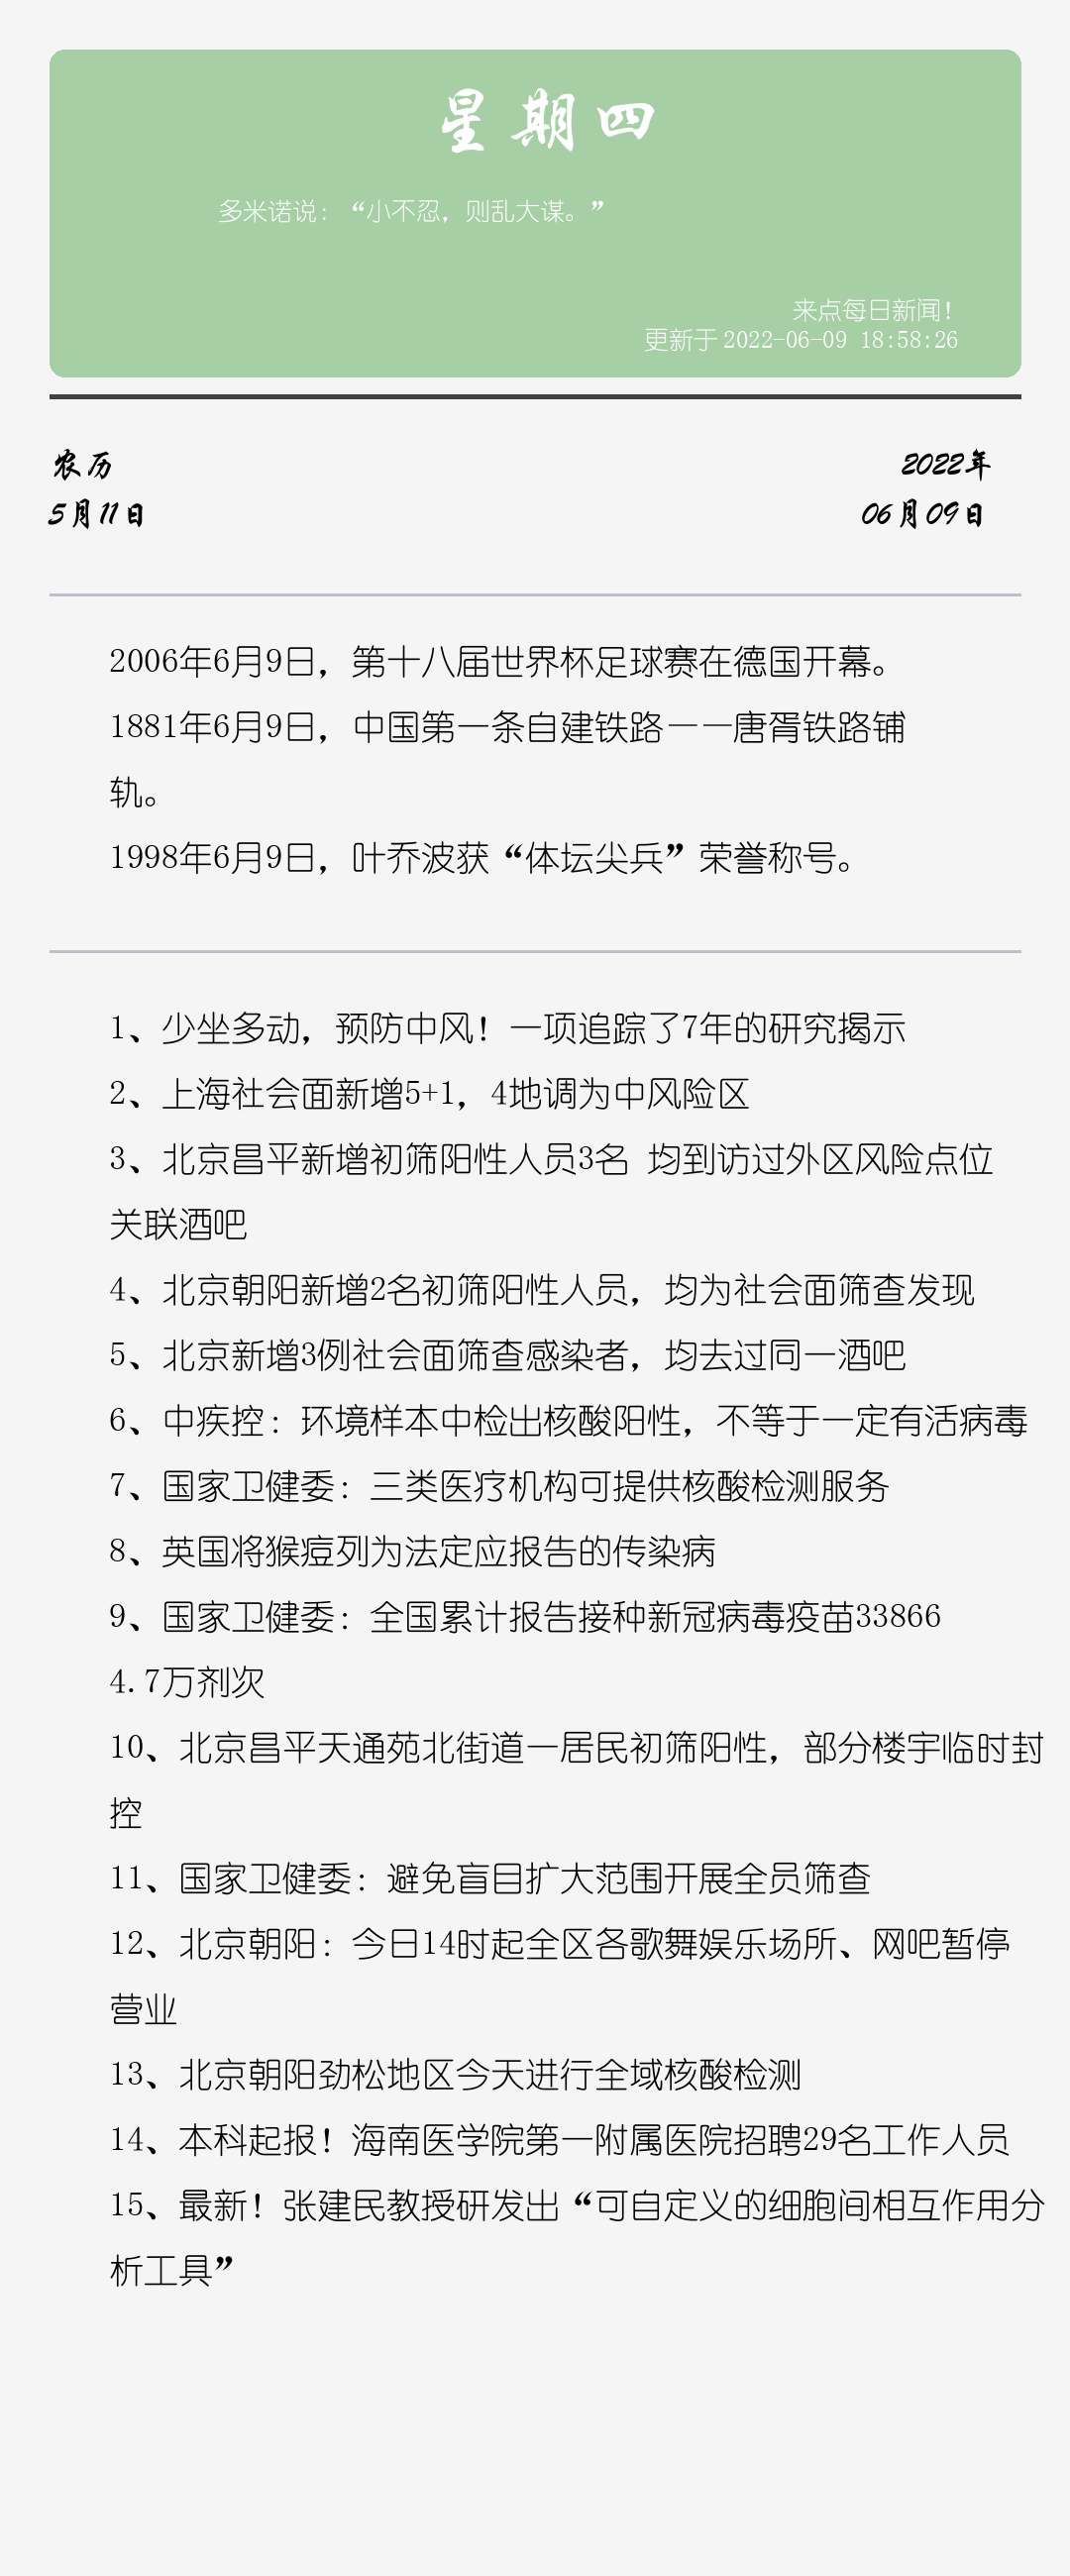 星期四
多米诺说：“小不忍，则乱大谋。”
来点每日新闻！
更新于 2022-06-09 18:58:26
农历
5月11日
2022年
06月09日
2006年6月9日，第十八届世界杯足球赛在德国开幕。
1881年6月9日，中国第一条自建铁路——唐胥铁路铺
轨。
1998年6月9日，叶乔波获“体坛尖兵”荣誉称号。
1、少坐多动，预防中风！一项追踪了7年的研究揭示
2、上海社会面新增5+1，4地调为中风险区
3、北京昌平新增初筛阳性人员3名 均到访过外区风险点位
关联酒吧
4、北京朝阳新增2名初筛阳性人员，均为社会面筛查发现
5、北京新增3例社会面筛查感染者，均去过同一酒吧
6、中疾控：环境样本中检出核酸阳性，不等于一定有活病毒
7、国家卫健委：三类医疗机构可提供核酸检测服务
8、英国将猴痘列为法定应报告的传染病
9、国家卫健委：全国累计报告接种新冠病毒疫苗33866
4.7万剂次
10、北京昌平天通苑北街道一居民初筛阳性，部分楼宇临时封
控
11、国家卫健委：避免盲目扩大范围开展全员筛查
12、北京朝阳：今日14时起全区各歌舞娱乐场所、网吧暂停
营业
13、北京朝阳劲松地区今天进行全域核酸检测
14、本科起报！海南医学院第一附属医院招聘29名工作人员
15、最新！张建民教授研发出“可自定义的细胞间相互作用分
析工具”